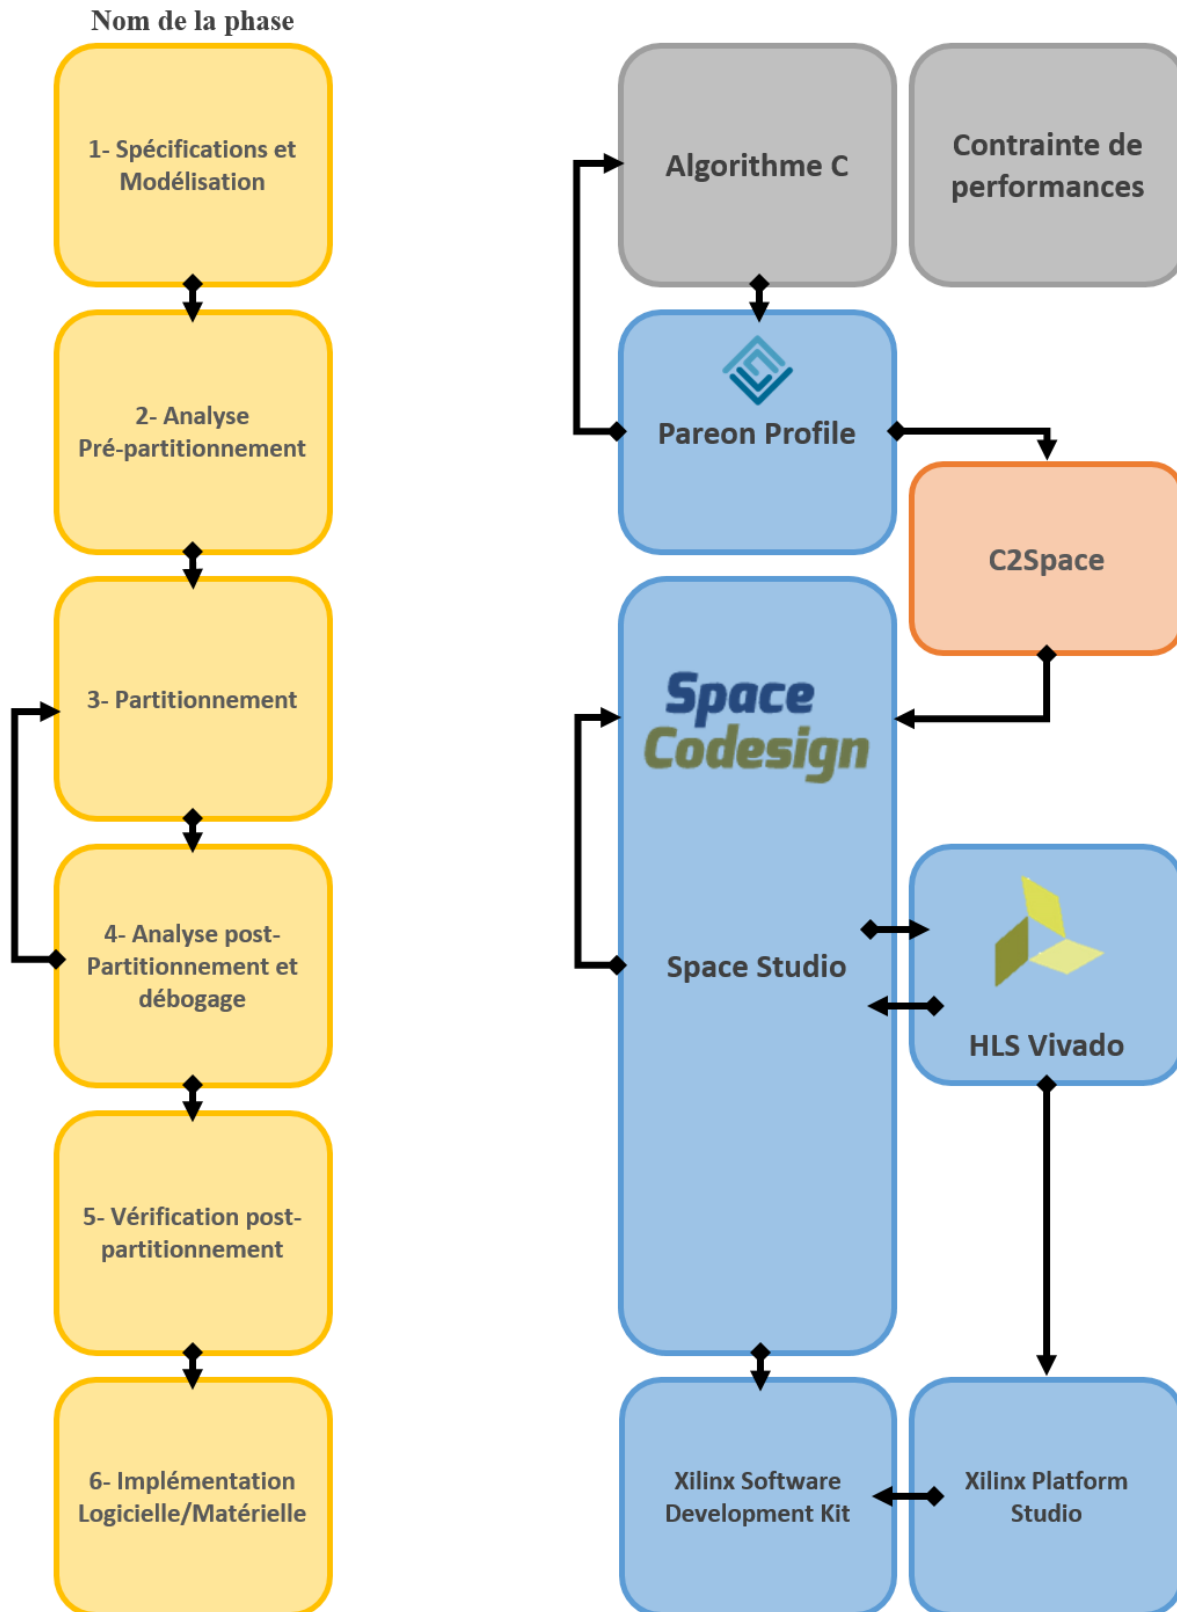 Nom de la phase
1- Spécifications et
Modélisation
Algorithme C
Contrainte de
performances
2- Analyse
Pré-partitionnement
Pareon Profile
C2Space
3- Partitionnement
Space
Codesign
4- Analyse post-
Partitionnement et
débogage
Space Studio
HLS Vivado
5- Vérification post-
partitionnement
6- Implémentation
Logicielle/Matérielle
Xilinx Software
Development Kit
Xilinx Platform
Studio